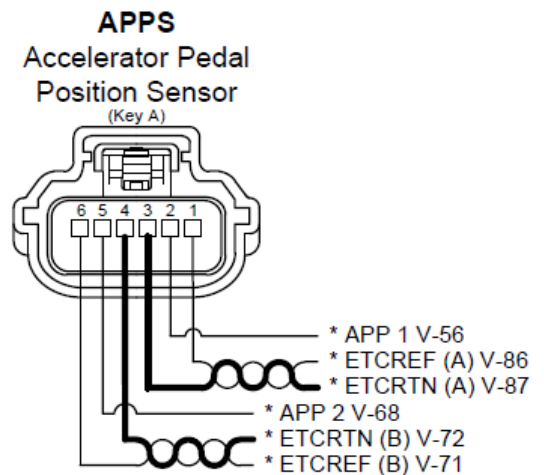 APPS
Accelerator Pedal
Position Sensor
(Key A)
6 5 4 3 2 1
* APP 1 V-56
* ETCREF (A) V-86
* ETCRTN (A) V-87
* APP 2 V-68
* ETCRTN (B) V-72
* ETCREF (B) V-71